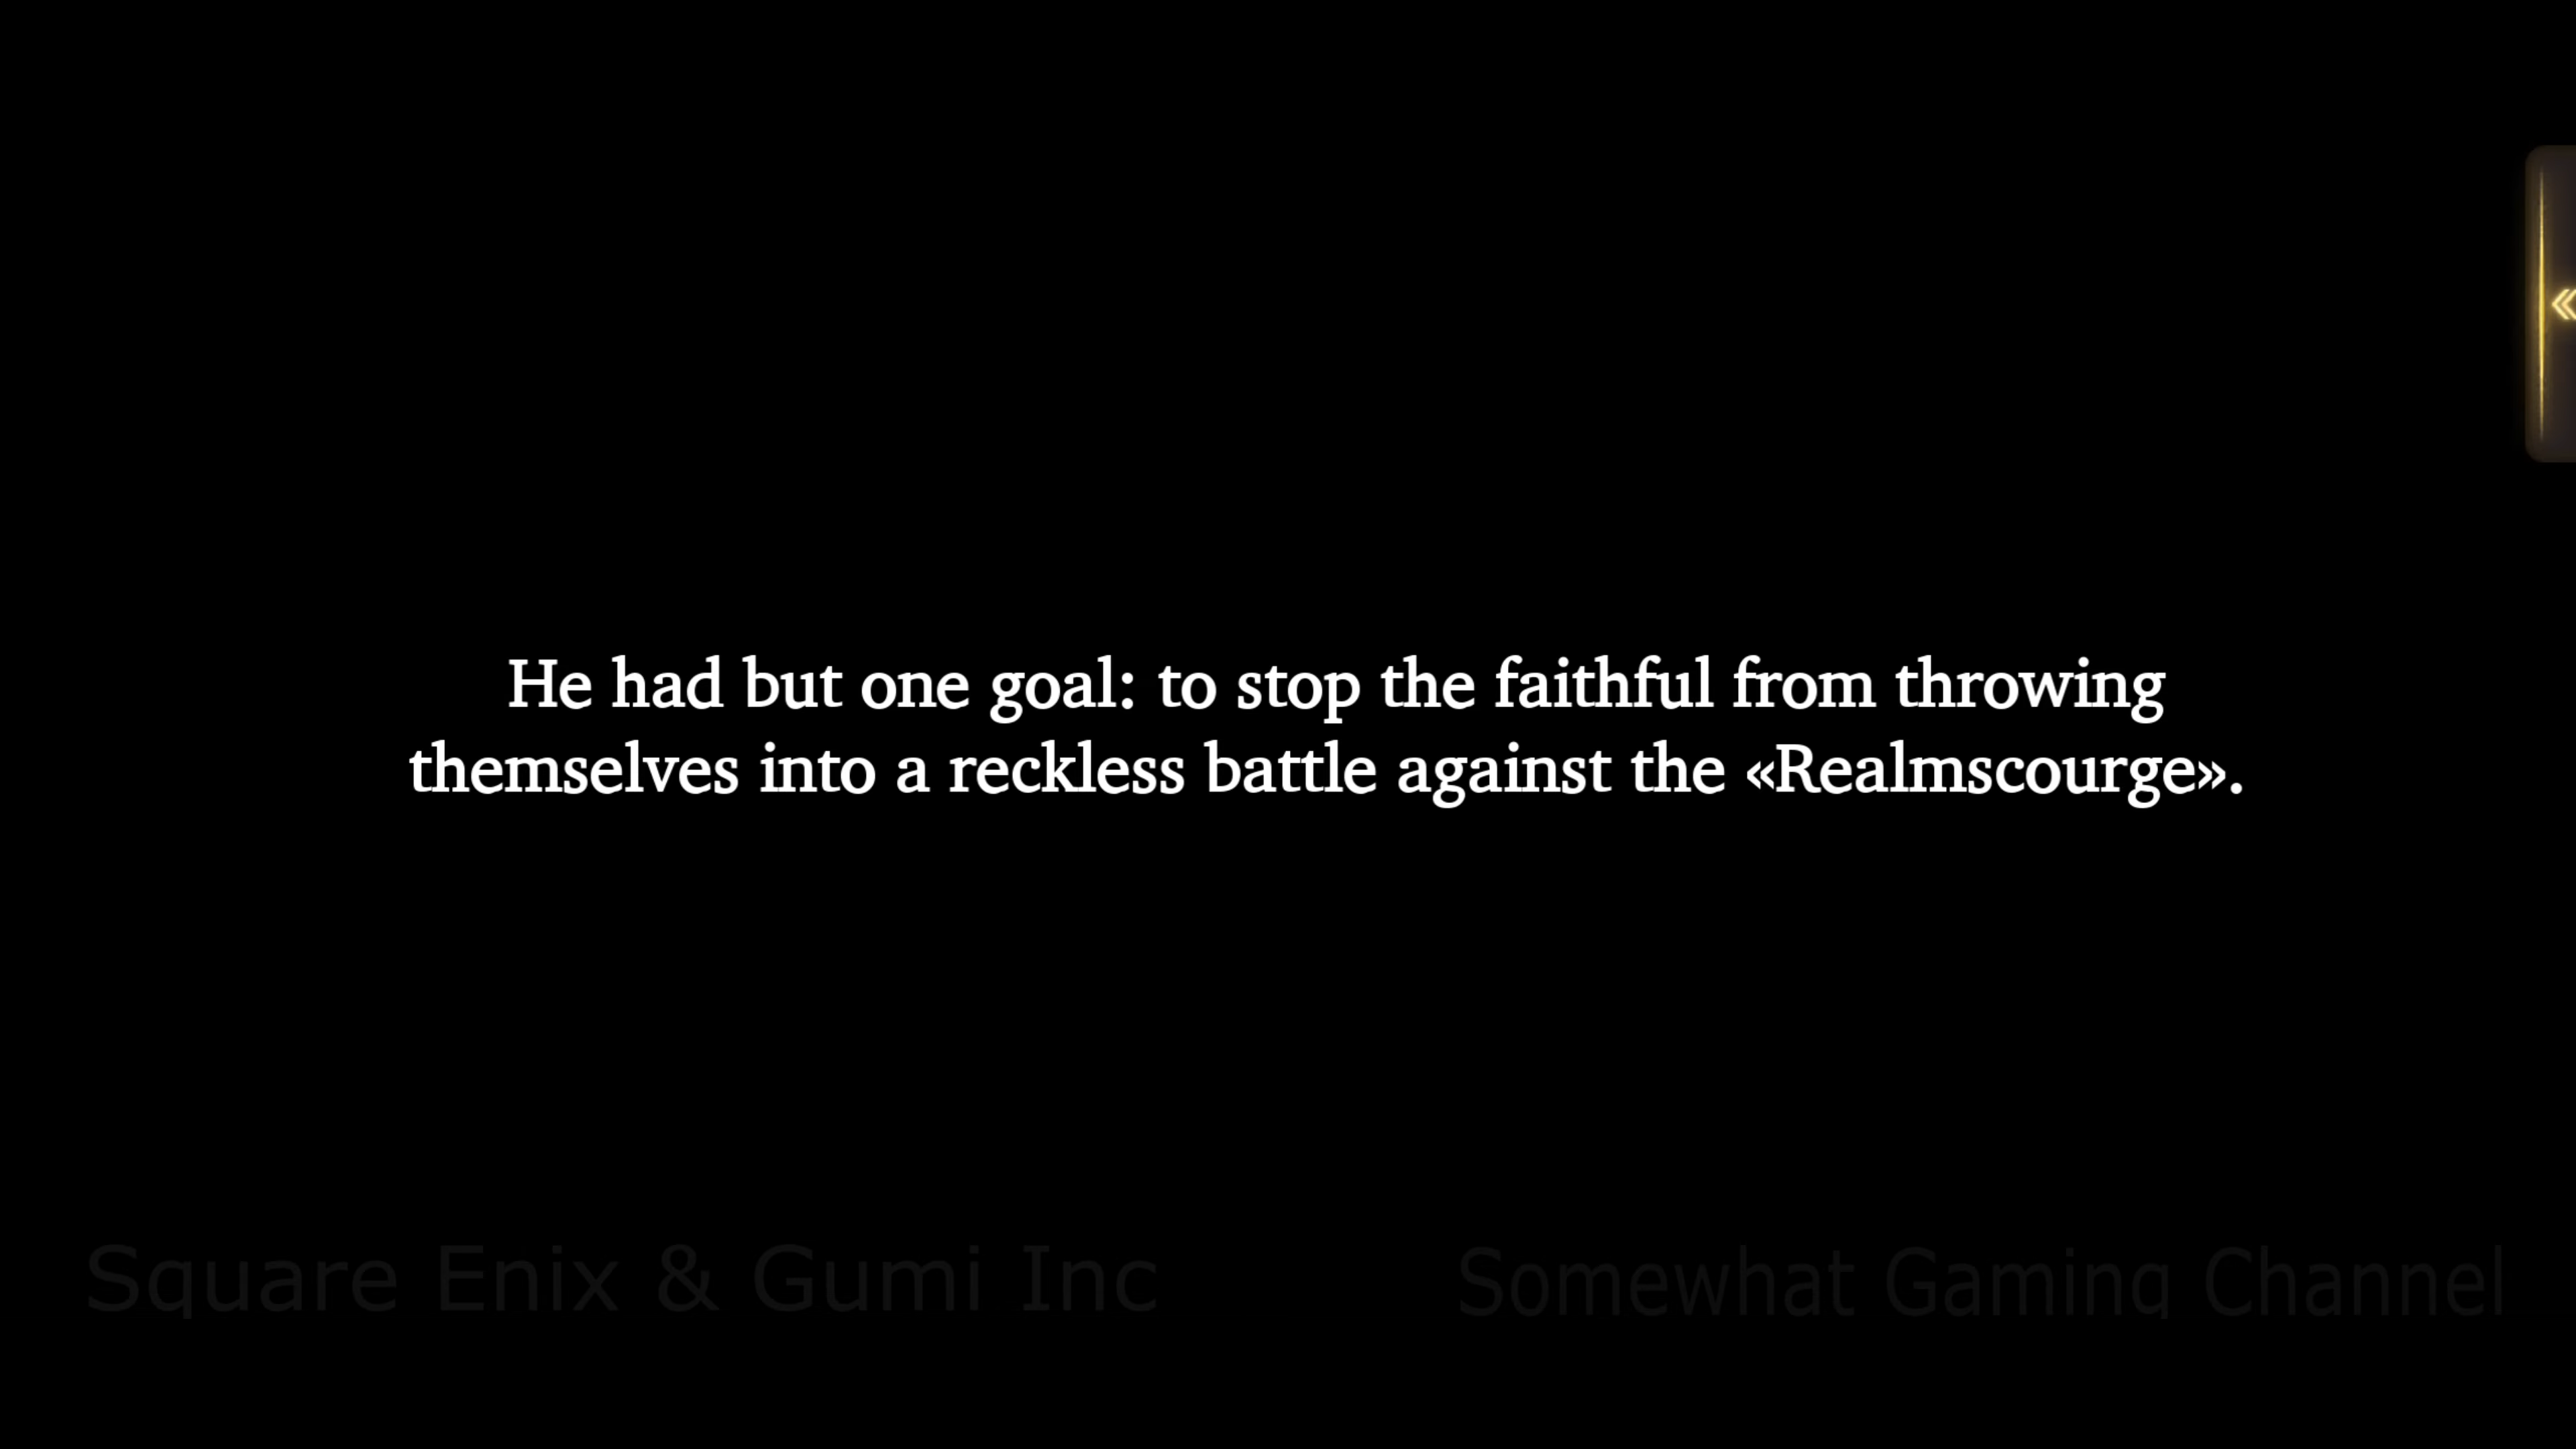 He had but one goal: to stop the faithful from throwing
themselves into a reckless battle against the «Realmscourge».
Square Enix & Gumi Inc
Somewhat Gaming Channel